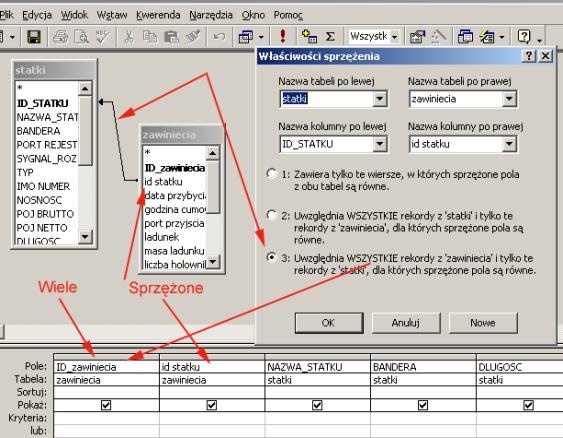 Plik Edycja Widok Wstaw Kwerenda Narzędzia Okno Pomoc
Wszystk
statki
*
ID_STATKU
NAZWA_STAT
BANDERA
PORT REJEST
SYGNAL_ROZ
TYP
IMO NUMER
NOSNOSC
POJ BRUTTO
POJ NETTO
DLUGOSC
zawiniecia
*
ID_zawiniecia
id statku
data przybyci
godzina cumo
port przyjscia
ladunek
masa ladunku
liczba holowni
Właściwości sprzężenia
Nazwa tabeli po lewej
Nazwa tabeli po prawej
statki
zawiniecia
Nazwa kolumny po lewej
Nazwa kolumny po prawej
ID_STATKU
id statku
1: Zawiera tylko te wiersze, w których sprzężone pola
z obu tabel są równe.
2: Uwzględnia WSZYSTKIE rekordy z 'statki' i tylko te
rekordy z 'zawiniecia', dla których sprzężone pola są
równe.
3: Uwzględnia WSZYSTKIE rekordy z 'zawiniecia' i tylko te
rekordy z 'statki', dla których sprzężone pola są równe.
OK
Anuluj
Nowe
Wiele
Sprzężone
Pole: ID_zawiniecia id statku NAZWA_STATKU BANDERA DLUGOSC
Tabela: zawiniecia zawiniecia statki statki statki
Sortuj:
Pokaż:
Kryteria:
lub: